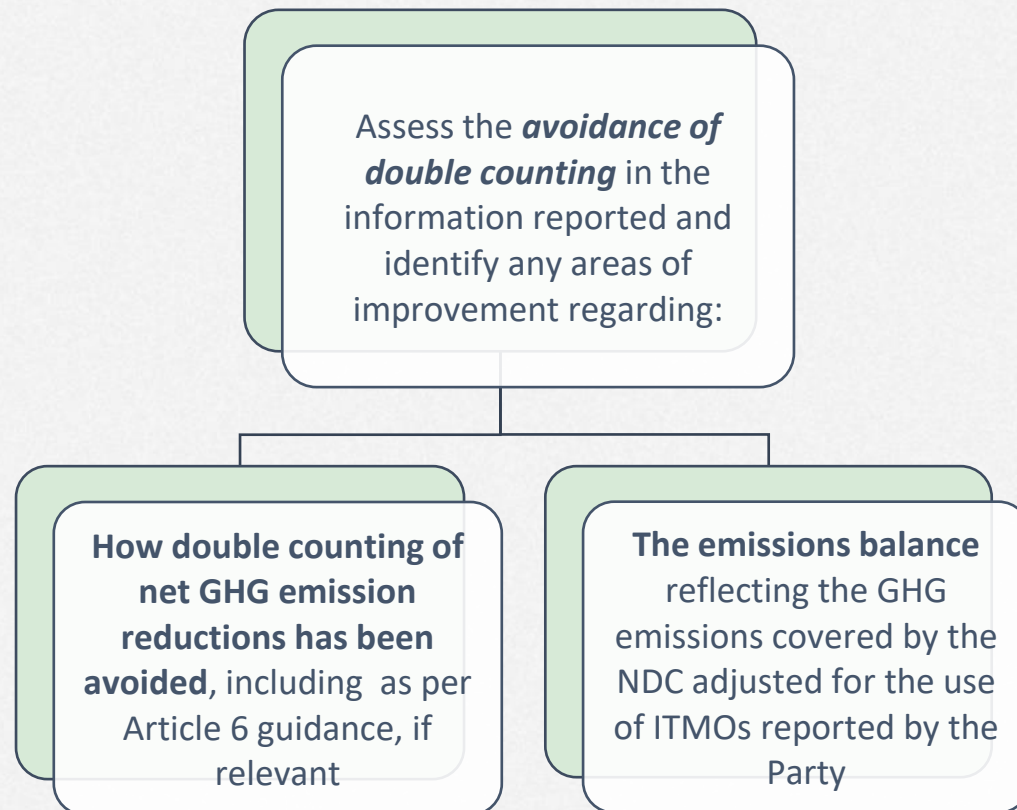 Assess the avoidance of
double counting in the
information reported and
identify any areas of
improvement regarding:
How double counting of
net GHG emission
reductions has been
avoided, including  as per
Article 6 guidance, if
relevant
The emissions balance
reflecting the GHG
emissions covered by the
NDC adjusted for the use
of ITMOs reported by the
Party